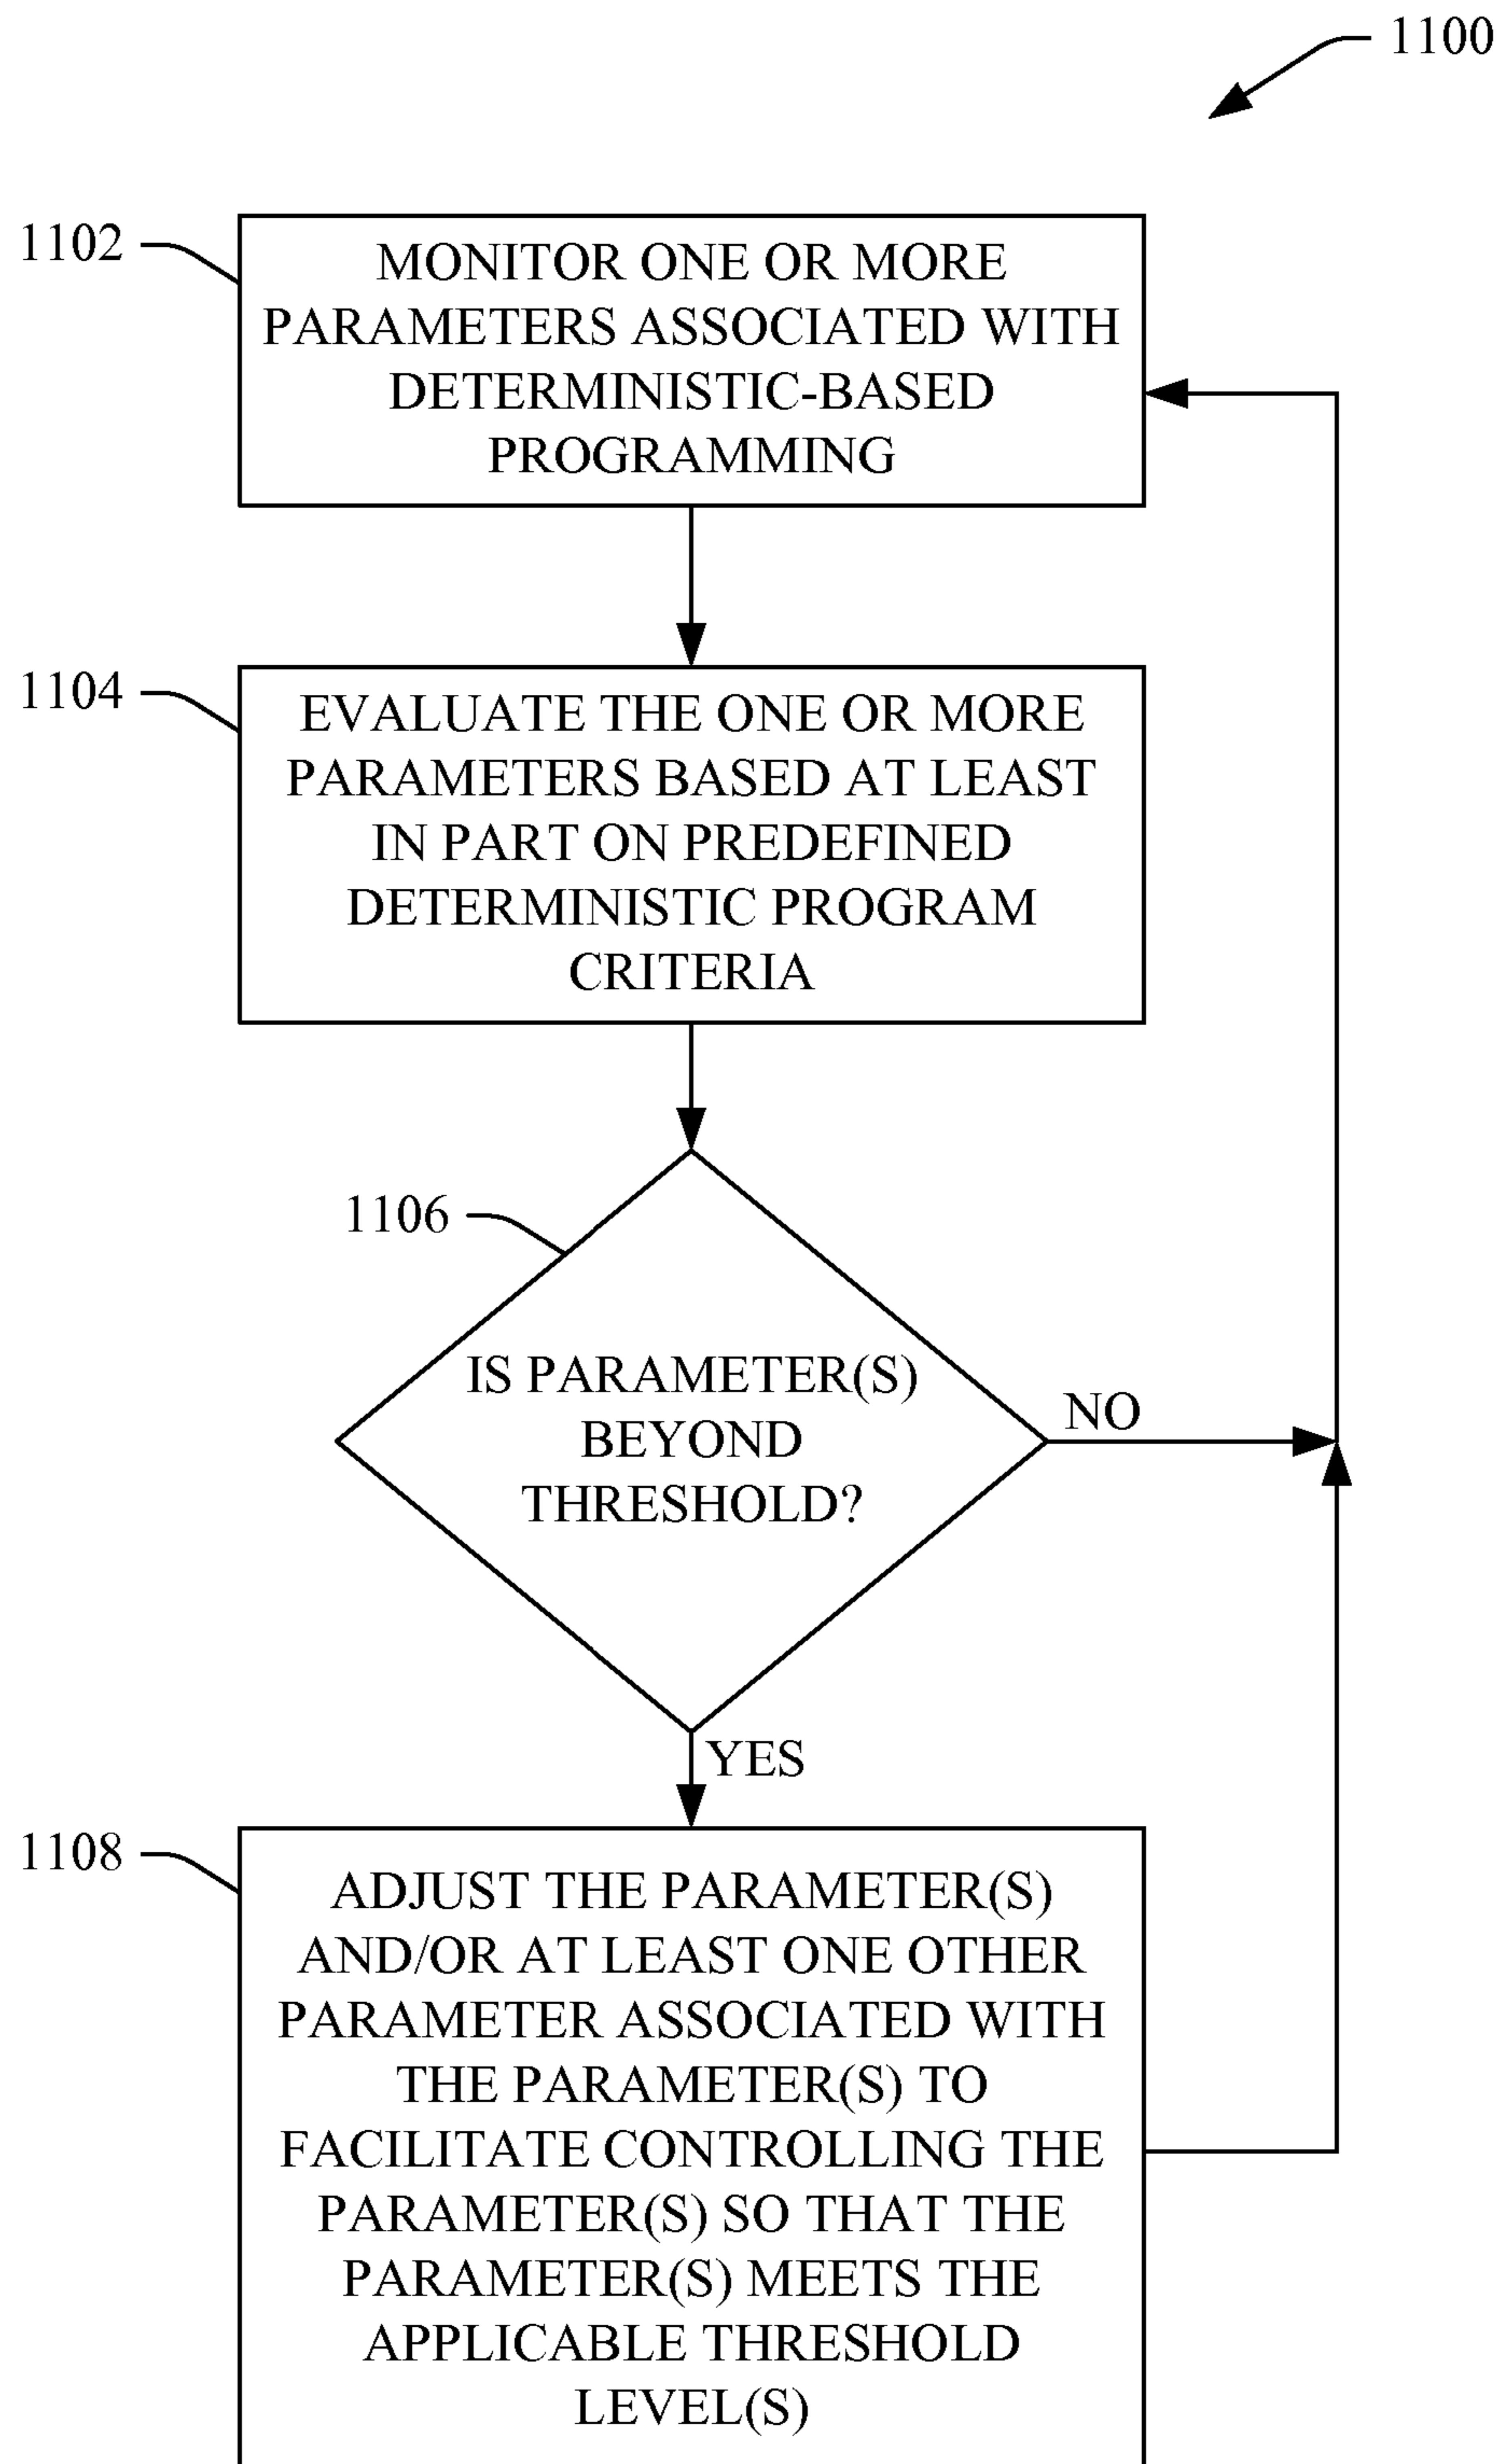 1100
1102
MONITOR ONE OR MORE
PARAMETERS ASSOCIATED WITH
DETERMINISTIC-BASED
PROGRAMMING
1104
EVALUATE THE ONE OR MORE
PARAMETERS BASED AT LEAST
IN PART ON PREDEFINED
DETERMINISTIC PROGRAM
CRITERIA
1106
IS PARAMETER(S)
BEYOND
THRESHOLD?
NO
YES
1108
ADJUST THE PARAMETER(S)
AND/OR AT LEAST ONE OTHER
PARAMETER ASSOCIATED WITH
THE PARAMETER(S) TO
FACILITATE CONTROLLING THE
PARAMETER(S) SO THAT THE
PARAMETER(S) MEETS THE
APPLICABLE THRESHOLD
LEVEL(S)